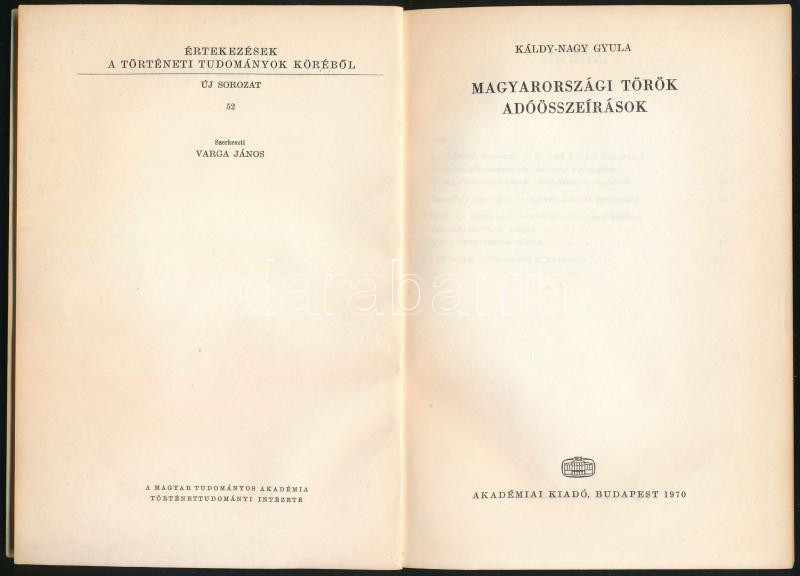 ÉRTEKEZÉSEK
A TÖRTÉNETI TUDOMÁNYOK KÖRÉBŐL
ÚJ SOROZAT
52
Szerkeszti
VARGA JÁNOS
A MAGYAR TUDOMÁNYOS AKADÉMIA
TÖRTÉNETTUDOMÁNYI INTÉZETE
KÁLDY-NAGY GYULA
MAGYARORSZÁGI TÖRÖK
ADÓÖSSZEÍRÁSOK
AKADÉMIAI KIADÓ, BUDAPEST 1970
darabanth